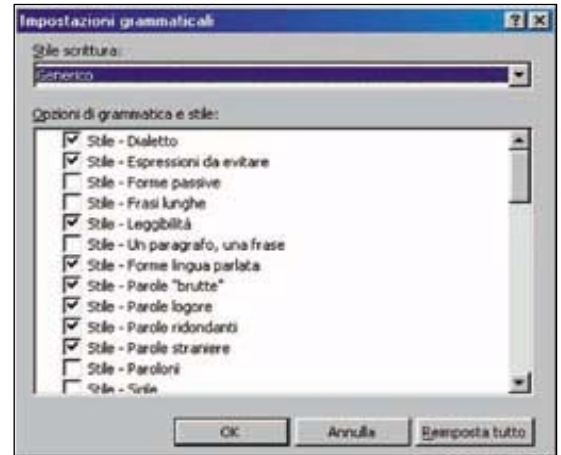 Impostazioni grammaticali
Stile scrittura:
Generico
Opzioni di grammatica e stile:
Stile - Dialetto
Stile - Espressioni da evitare
Stile - Forme passive
Stile - Frasi lunghe
Stile - Leggibilità
Stile - Un paragrafo, una frase
Stile - Forme lingua parlata
Stile - Parole "brutte"
Stile - Parole logore
Stile - Parole ridondanti
Stile - Parole straniere
Stile - Paroloni
Stile -
OK Annulla Reimposta tutto